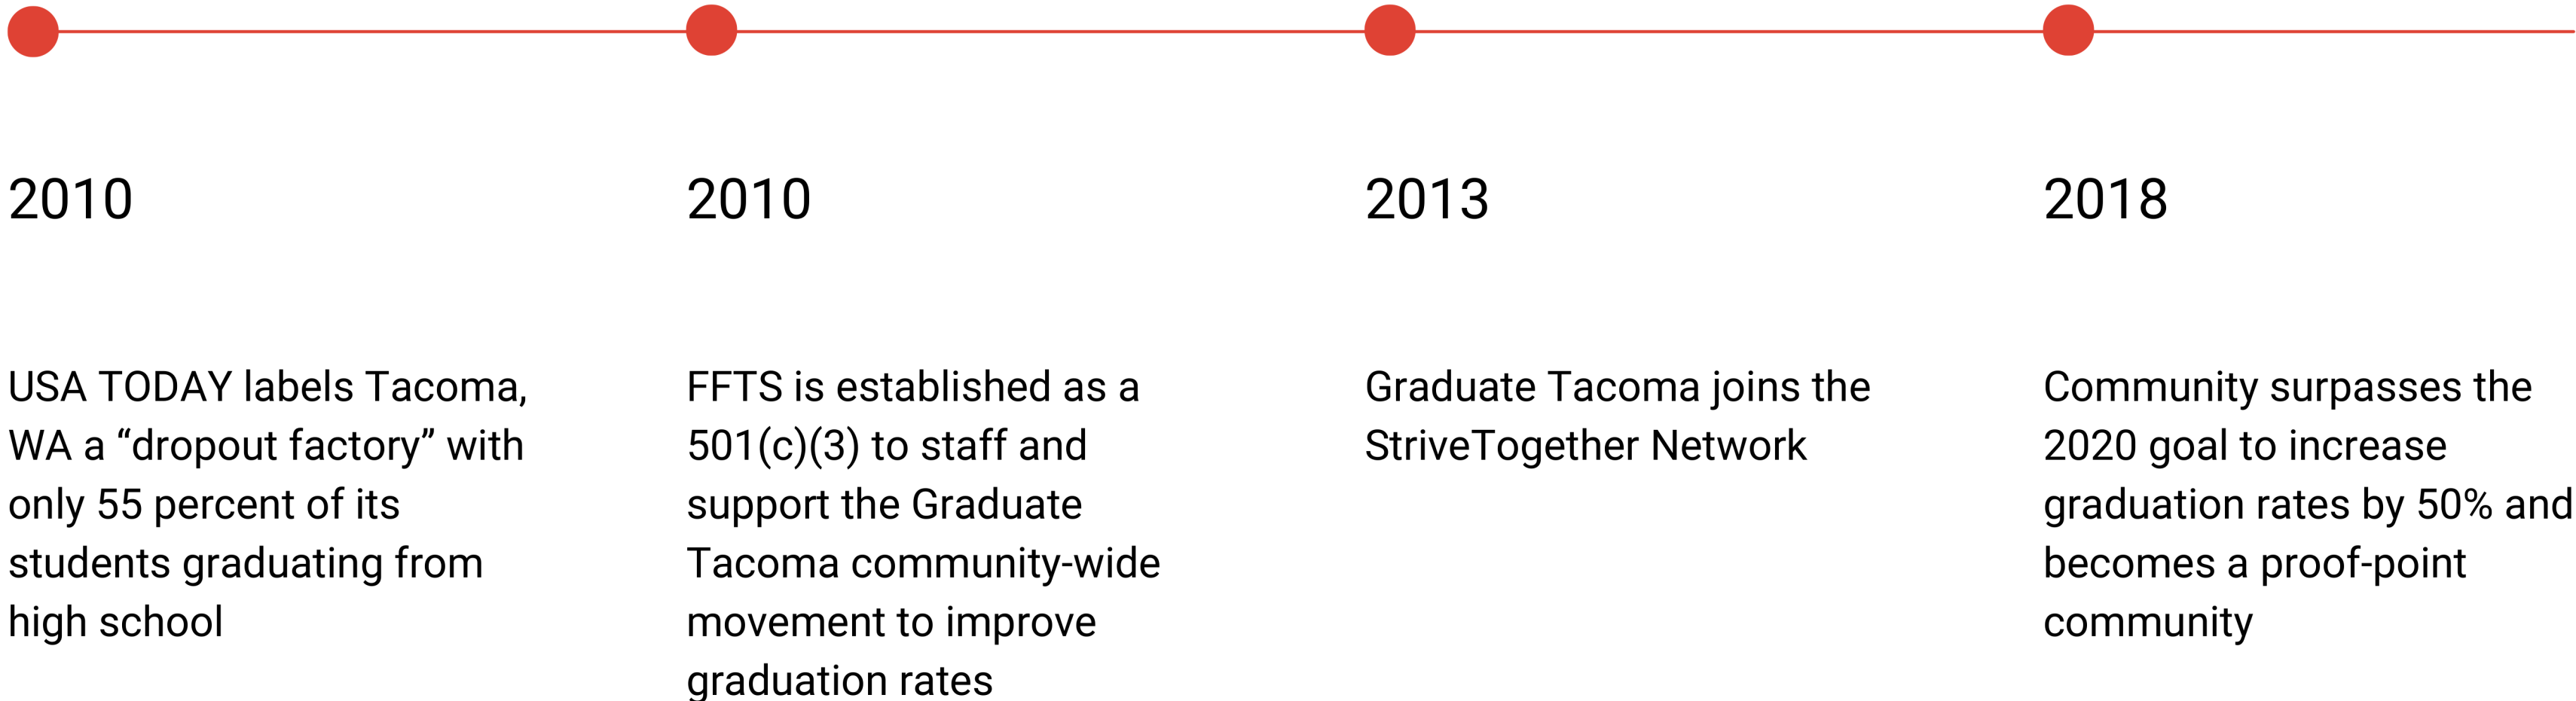 2010
USA TODAY labels Tacoma,
WA a “dropout factory” with
only 55 percent of its
students graduating from
high school
2010
FFTS is established as a
501(c)(3) to staff and
support the Graduate
Tacoma community-wide
movement to improve
graduation rates
2013
Graduate Tacoma joins the
StriveTogether Network
2018
Community surpasses the
2020 goal to increase
graduation rates by 50% and
becomes a proof-point
community